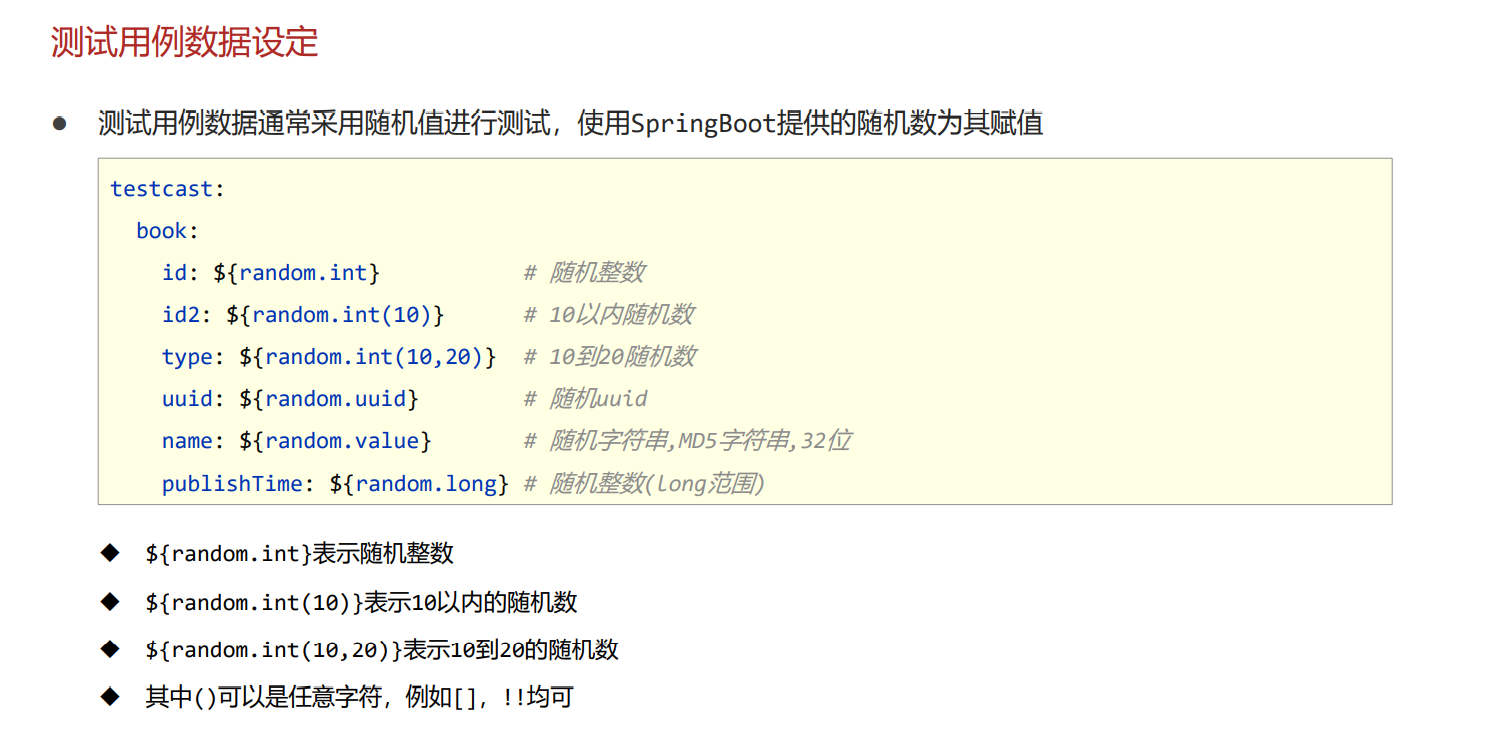 测试用例数据设定
● 测试用例数据通常采用随机值进行测试，使用SpringBoot提供的随机数为其赋值
testcast:
  book:
    id: ${random.int}           # 随机整数
    id2: ${random.int(10)}      # 10以内随机数
    type: ${random.int(10,20)}  # 10到20随机数
    uuid: ${random.uuid}        # 随机uuid
    name: ${random.value}       # 随机字符串,MD5字符串,32位
    publishTime: ${random.long} # 随机整数(long范围)
◆ ${random.int}表示随机整数
◆ ${random.int(10)}表示10以内的随机数
◆ ${random.int(10,20)}表示10到20的随机数
◆ 其中()可以是任意字符，例如[]，!!均可